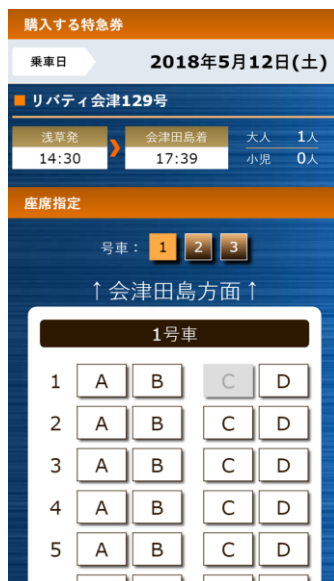 購入する特急券
乗車日 2018年5月12日(土)
リバティ会津129号
浅草発 会津田島着 大人 1人
14:30 17:39 小児 0人
座席指定
号車： 1 2 3
↑会津田島方面↑
1号車
1 A B C D
2 A B C D
3 A B C D
4 A B C D
5 A B C D